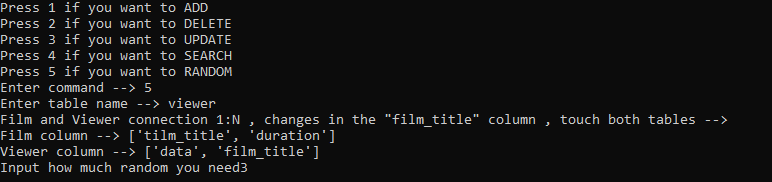 Press 1 if you want to ADD
Press 2 if you want to DELETE
Press 3 if you want to UPDATE
Press 4 if you want to SEARCH
Press 5 if you want to RANDOM
Enter command --> 5
Enter table name --> viewer
Film and Viewer connection 1:N , changes in the "film_title" column , touch both tables -->
Film column --> ['tilm_title', 'duration']
Viewer column --> ['data', 'film_title']
Input how much random you need3